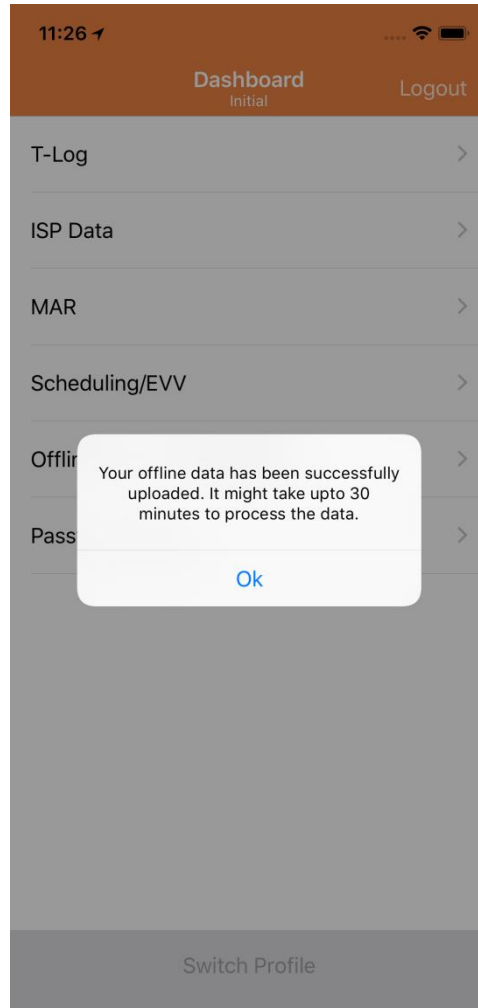 11:26
Dashboard
Initial
Logout
T-Log
ISP Data
MAR
Scheduling/EVV
Offlin
Pass
Your offline data has been successfully
uploaded. It might take upto 30
minutes to process the data.
Ok
Switch Profile